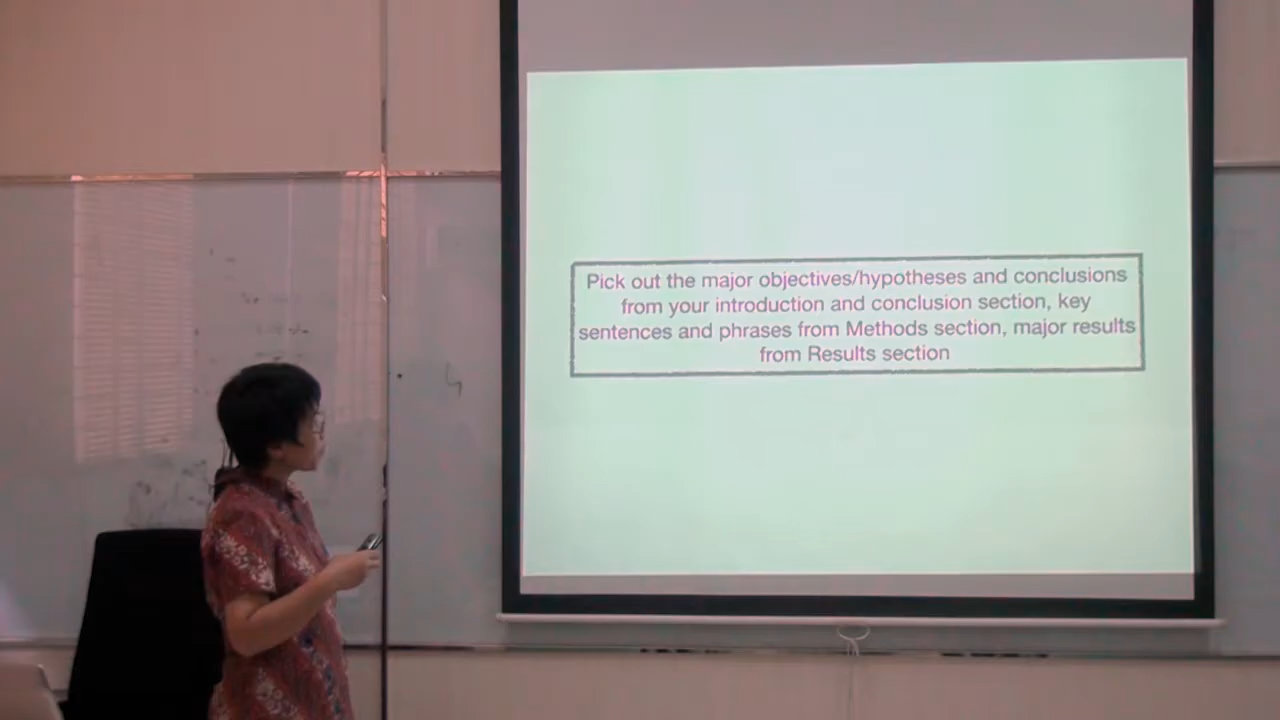 Pick out the major objectives/hypotheses and conclusions
from your introduction and conclusion section, key
sentences and phrases from Methods section, major results
from Results section